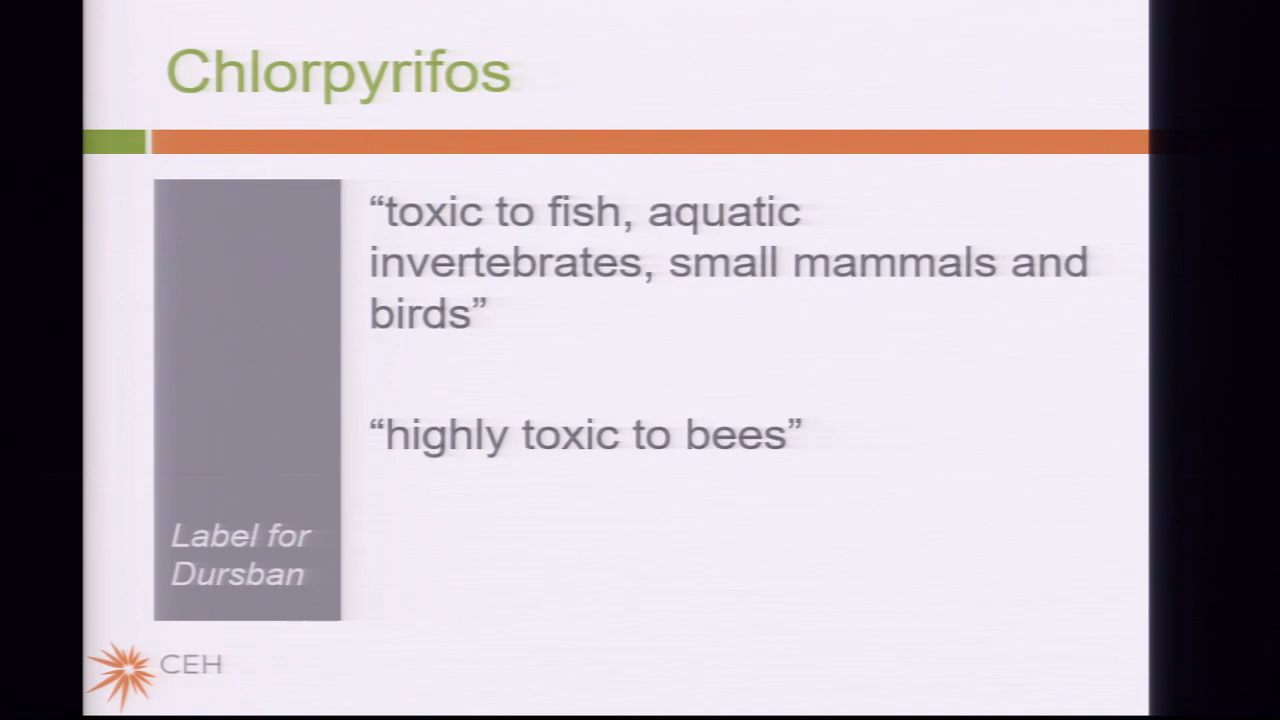 Chlorpyrifos
“toxic to fish, aquatic
invertebrates, small mammals and
birds”
“highly toxic to bees”
Label for
Dursban
CEH